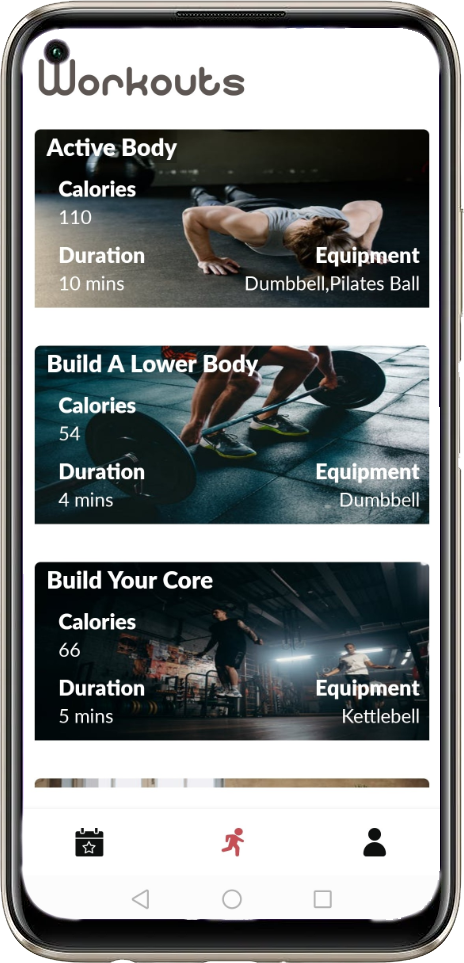 Workouts
Active Body
Calories
110
Duration
Equipment
10 mins
Dumbbell,Pilates Ball
Build A Lower Body
Calories
54
Duration
Equipment
4 mins
Dumbbell
Build Your Core
Calories
66
Duration
Equipment
5 mins
Kettlebell